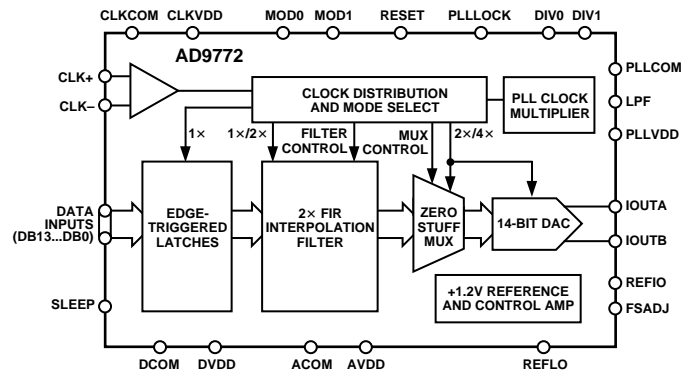 CLKCOM CLKVDD MOD0 MOD1 RESET PLLLOCK DIV0 DIV1
AD9772
CLK+
CLK–
CLOCK DISTRIBUTION
AND MODE SELECT
PLL CLOCK
MULTIPLIER
PLLCOM
LPF
PLLVDD
1×
1×/2×
FILTER
CONTROL
MUX
CONTROL
2×/4×
DATA
INPUTS
(DB13...DB0)
EDGE-
TRIGGERED
LATCHES
2× FIR
INTERPOLATION
FILTER
ZERO
STUFF
MUX
14-BIT DAC
IOUTA
IOUTB
+1.2V REFERENCE
AND CONTROL AMP
REFIO
FSADJ
SLEEP
DCOM DVDD ACOM AVDD REFLO